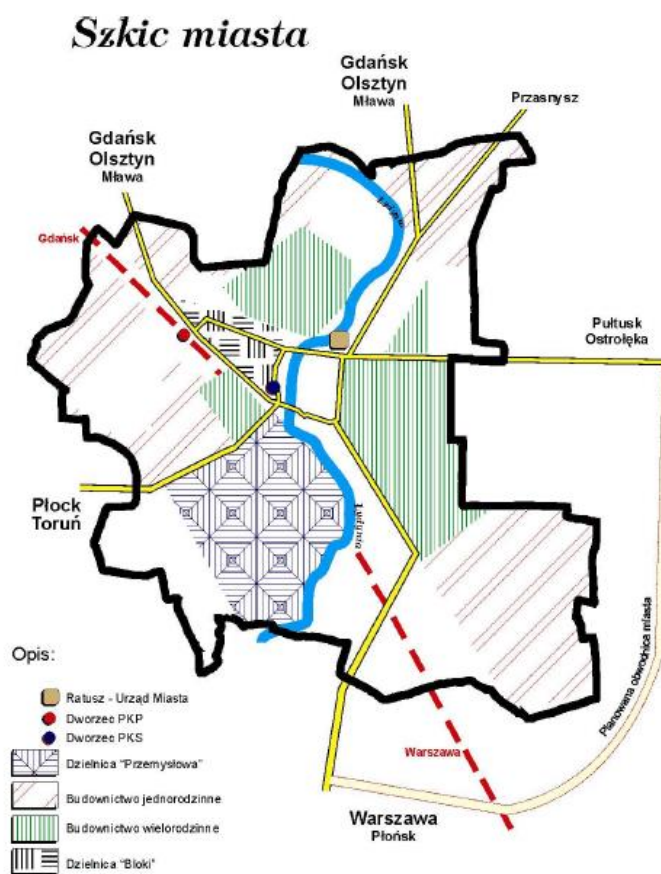 Szkic miasta
Gdańsk
Olsztyn
Mława
Przasnysz
Gdańsk
Olsztyn
Mława
Gdańsk
Pułtusk
Ostrołęka
Płock
Toruń
Łydynia
Planowana obwodnica miasta
Warszawa
Warszawa
Płońsk
Opis:
Ratusz - Urząd Miasta
Dworzec PKP
Dworzec PKS
Dzielnica "Przemysłowa"
Budownictwo jednorodzinne
Budownictwo wielorodzinne
Dzielnica "Bloki"